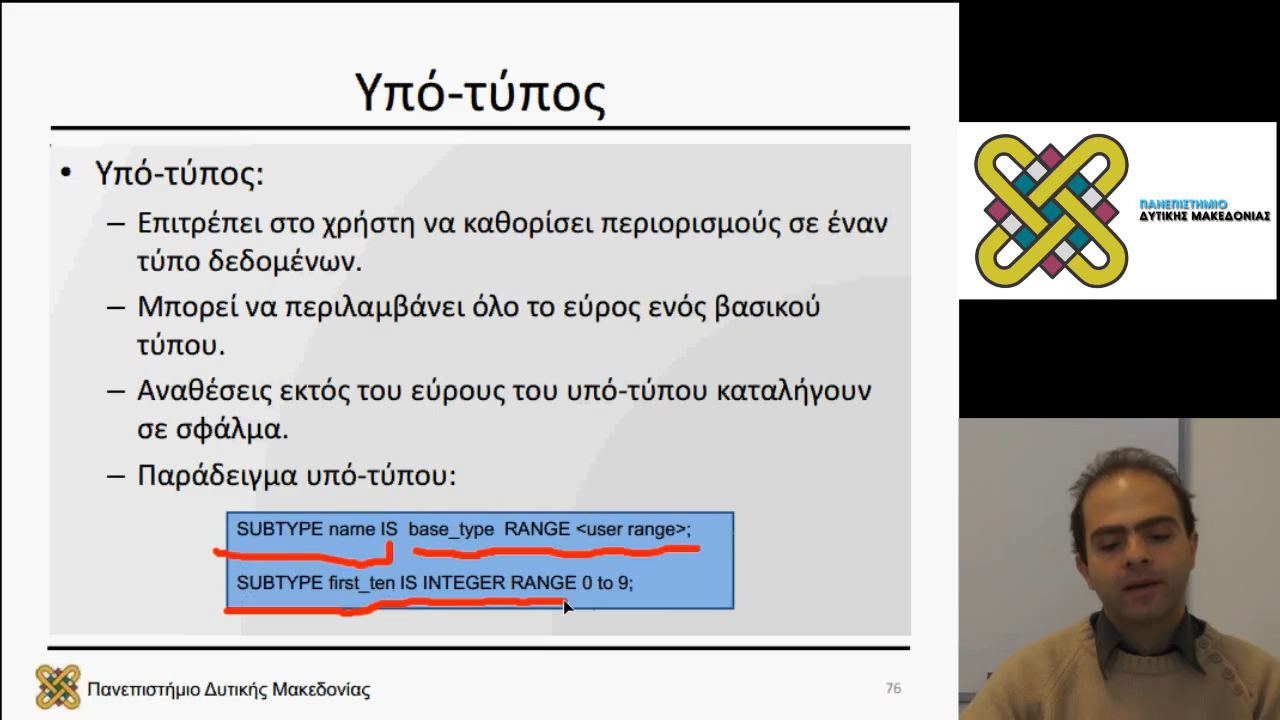 Υπό-τύπος
• Υπό-τύπος:
– Επιτρέπει στο χρήστη να καθορίσει περιορισμούς σε έναν
τύπο δεδομένων.
– Μπορεί να περιλαμβάνει όλο το εύρος ενός βασικού
τύπου.
– Αναθέσεις εκτός του εύρους του υπό-τύπου καταλήγουν
σε σφάλμα.
– Παράδειγμα υπό-τύπου:
SUBTYPE name IS base_type RANGE <user range>;
SUBTYPE first_ten IS INTEGER RANGE 0 to 9;
Πανεπιστήμιο Δυτικής Μακεδονίας
76
ΠΑΝΕΠΙΣΤΗΜΙΟ
ΔΥΤΙΚΗΣ ΜΑΚΕΔΟΝΙΑΣ